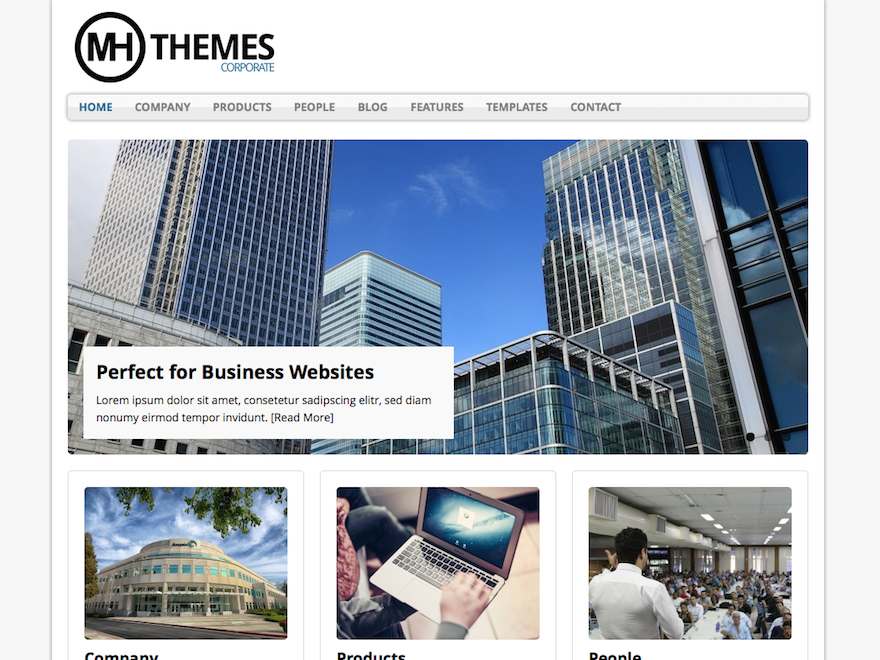 MH THEMES
CORPORATE
HOME COMPANY PRODUCTS PEOPLE BLOG FEATURES TEMPLATES CONTACT
Perfect for Business Websites
Lorem ipsum dolor sit amet, consetetur sadipscing elitr, sed diam
nonumy eirmod tempor invidunt. [Read More]
Company Products People